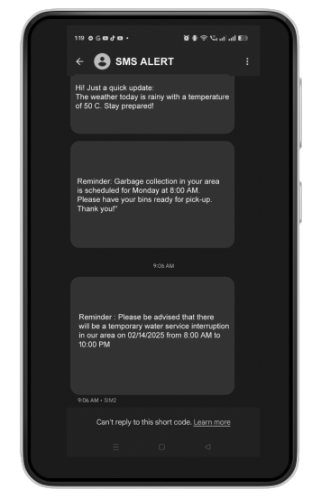 1:19
SMS ALERT
Hi! Just a quick update:
The weather today is rainy with a temperature
of 50 C. Stay prepared!
Reminder: Garbage collection in your area
is scheduled for Monday at 8:00 AM.
Please have your bins ready for pick-up.
Thank you!"
9:06 AM
Reminder : Please be advised that there
will be a temporary water service interruption
in our area on 02/14/2025 from 8:00 AM to
10:00 PM
9:06 AM • SIM2
Can't reply to this short code. Learn more